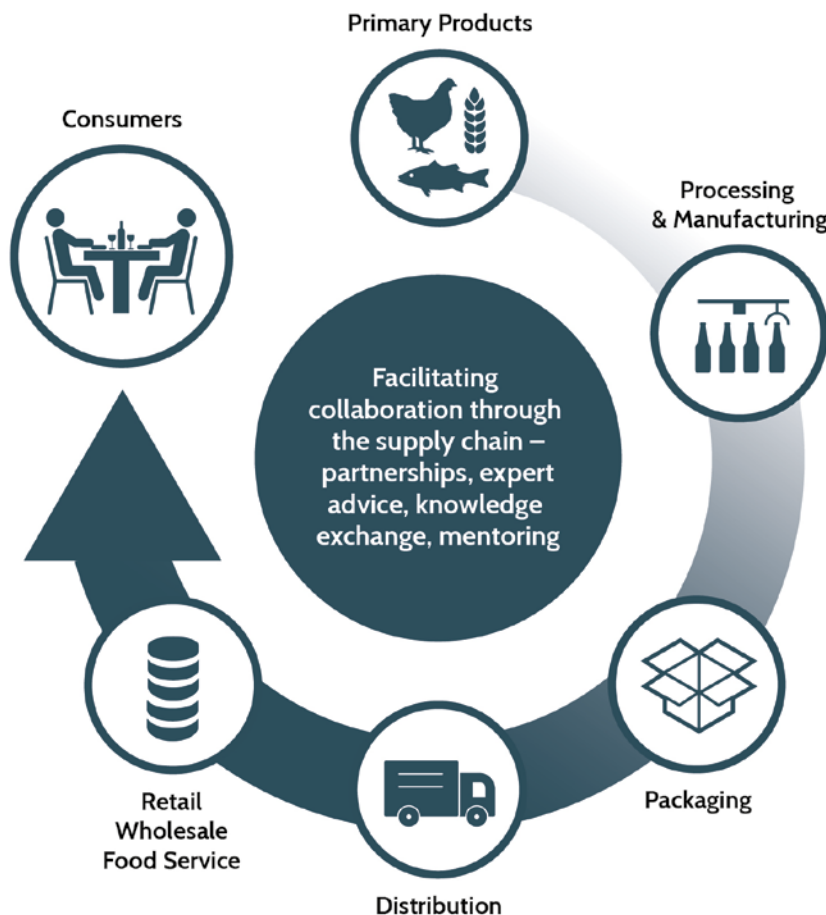 Primary Products
Consumers
Processing
& Manufacturing
Facilitating
collaboration through
the supply chain –
partnerships, expert
advice, knowledge
exchange, mentoring
Packaging
Retail
Wholesale
Food Service
Distribution